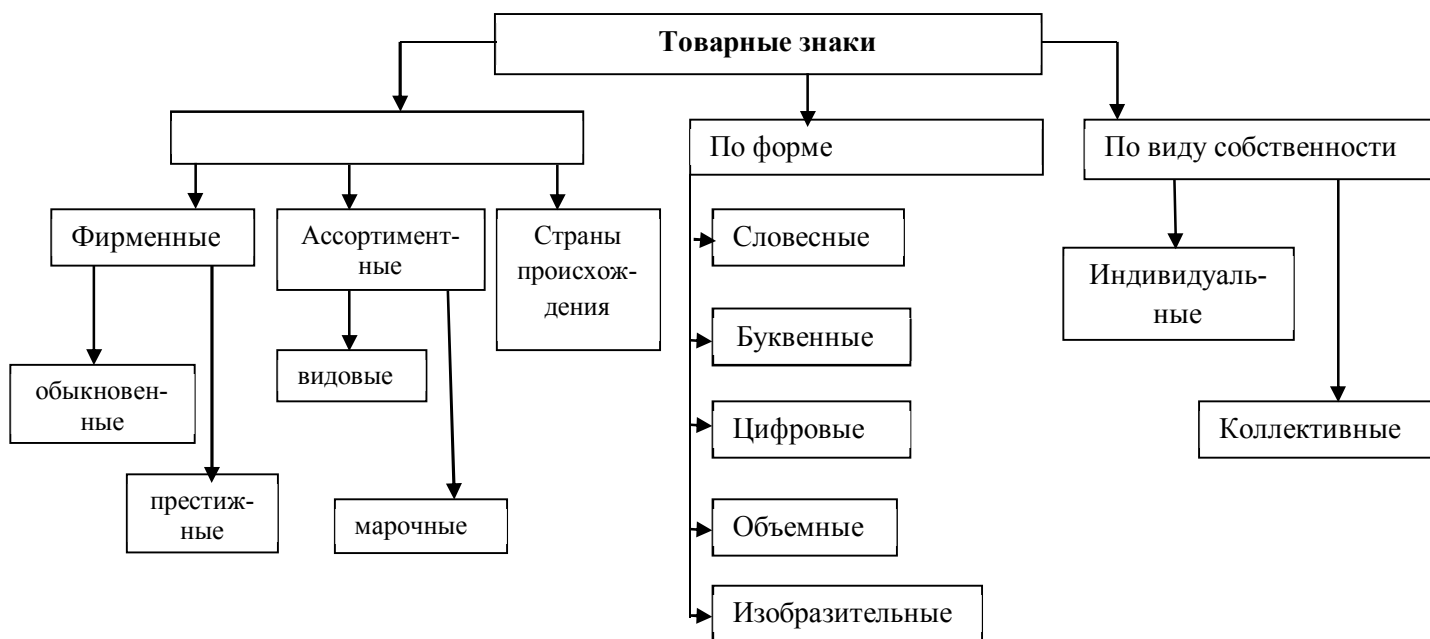 Товарные знаки
По форме
По виду собственности
Фирменные
Ассортимент-
ные
Страны
происхож-
дения
обыкновен-
ные
престиж-
ные
видовые
марочные
Словесные
Буквенные
Цифровые
Объемные
Изобразительные
Индивидуаль-
ные
Коллективные